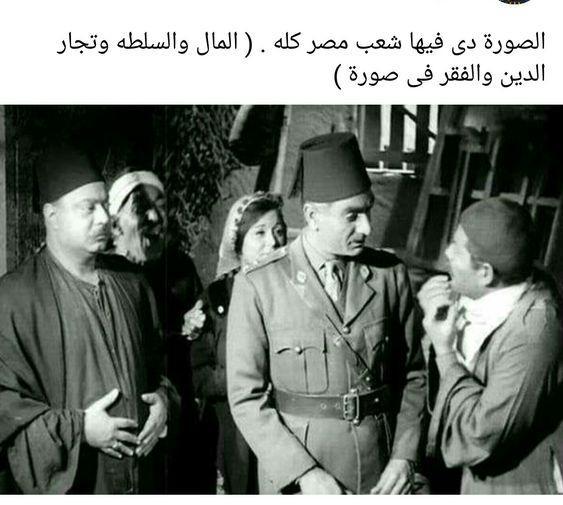 الصورة دى فيها شعب مصر كله . ( المال والسلطه وتجار
الدين والفقر فى صورة )